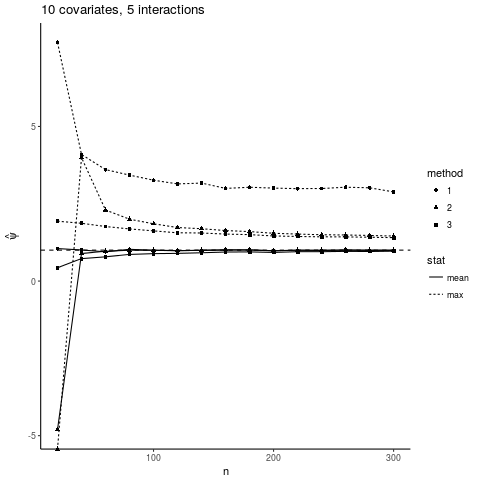 10 covariates, 5 interactions
5
0
-5
ψ̂
100
200
300
n
method
1
2
3
stat
mean
max